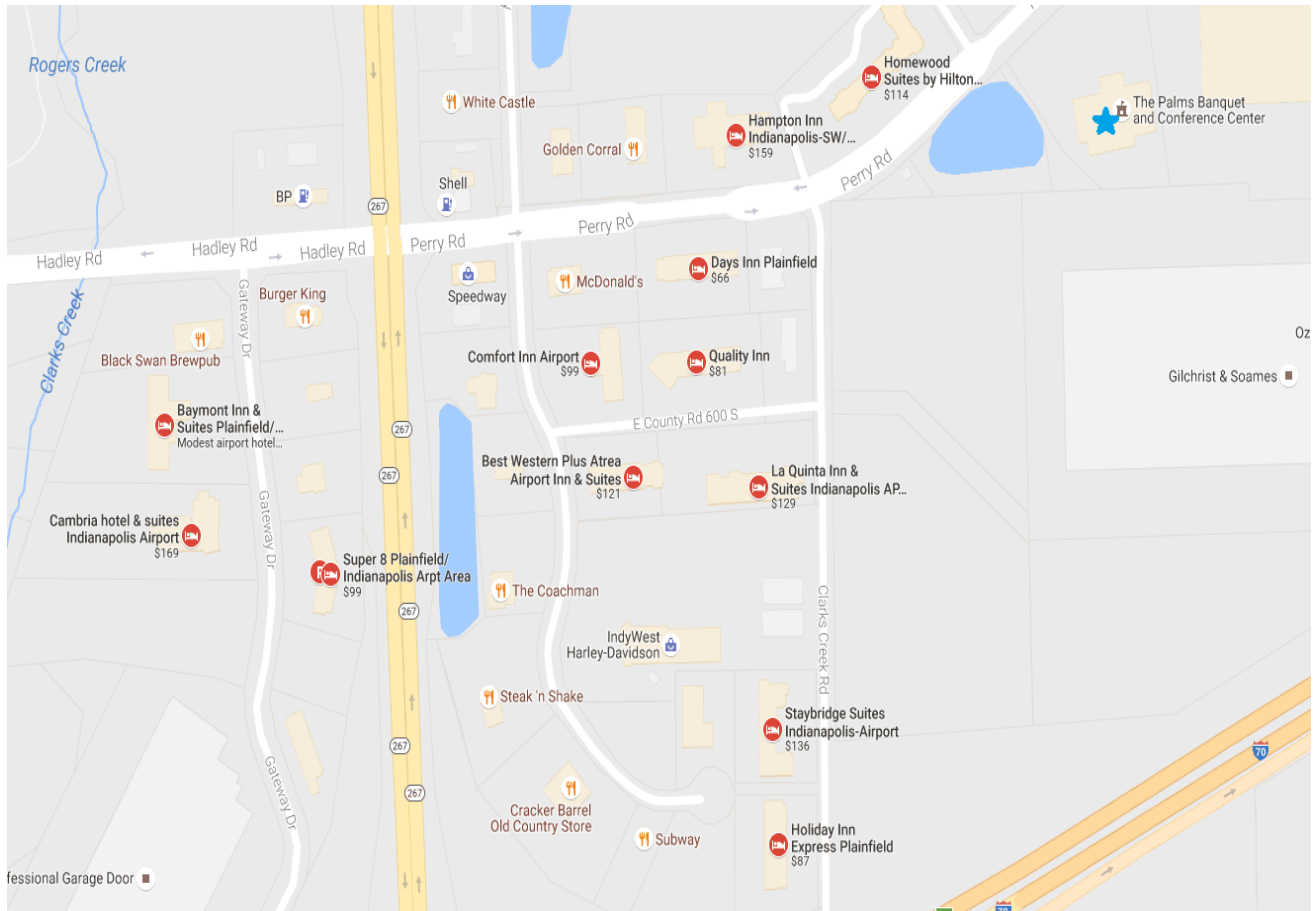 Rogers Creek
White Castle
Homewood
Suites by Hilton...
$114
The Palms Banquet
and Conference Center
Hampton Inn
Indianapolis-SW/...
$159
Golden Corral
Perry Rd
Shell
BP
267
Perry Rd
Hadley Rd
Hadley Rd
Hadley Rd
Perry Rd
Days Inn Plainfield
$66
McDonald's
Speedway
Burger King
Gateway Dr
Clarks Creek
Black Swan Brewpub
Comfort Inn Airport
$99
Quality Inn
$81
Oz
Gilchrist & Soames
Baymont Inn &
Suites Plainfield/...
Modest airport hotel...
E County Rd 600 S
267
267
Best Western Plus Atrea
Airport Inn & Suites
$121
La Quinta Inn &
Suites Indianapolis AP...
$129
Cambria hotel & suites
Indianapolis Airport
$169
Gateway Dr
Super 8 Plainfield/
Indianapolis Arpt Area
$99
The Coachman
267
Clarks Creek Rd
IndyWest
Harley-Davidson
Steak 'n Shake
Staybridge Suites
Indianapolis-Airport
$136
267
70
Gateway Dr
267
Cracker Barrel
Old Country Store
Subway
Holiday Inn
Express Plainfield
$87
fessional Garage Door
70